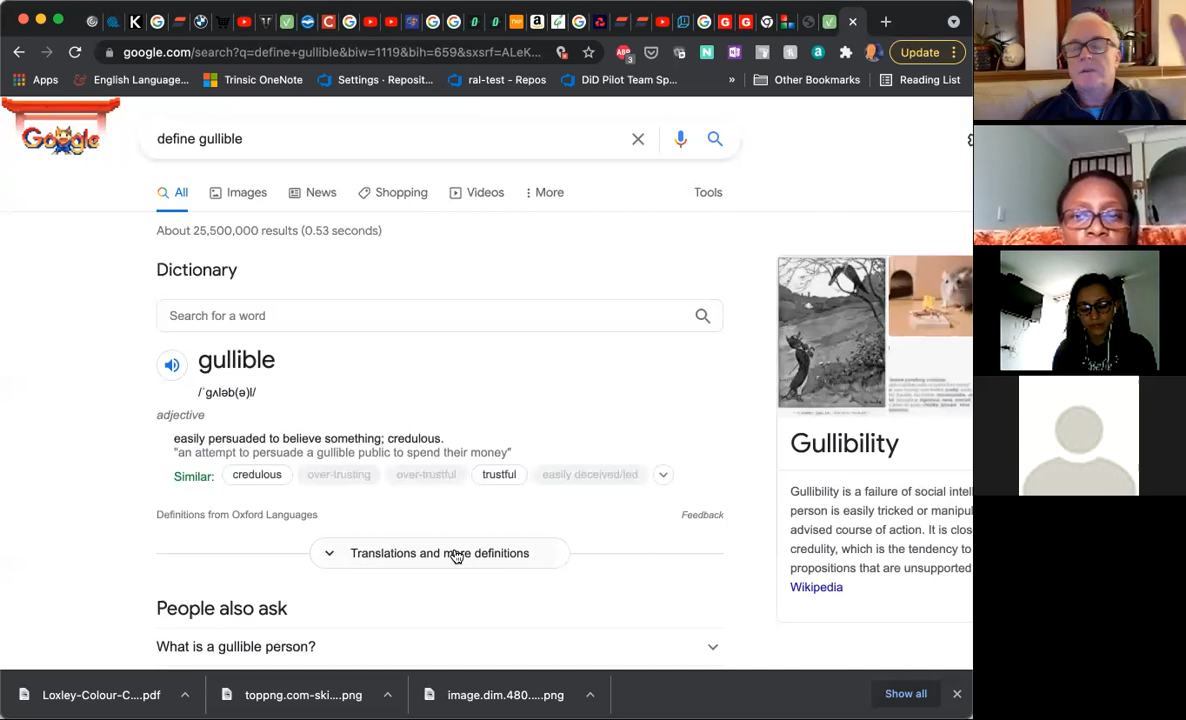 google.com/search?q=define+gullible&biw=1119&bih=659&sxsrf=ALeK...
3
Update
Apps
English Language...
Trinsic OneNote
Settings · Reposit...
ral-test - Repos
DiD Pilot Team Sp...
»
Other Bookmarks
Reading List
Google
define gullible
All
Images
News
Shopping
Videos
More
Tools
About 25,500,000 results (0.53 seconds)
Dictionary
Search for a word
gullible
/ˈɡʌləb(ə)l/
adjective
easily persuaded to believe something; credulous.
"an attempt to persuade a gullible public to spend their money"
Similar:
credulous
over-trusting
over-trustful
trustful
easily deceived/led
Definitions from Oxford Languages
Feedback
Translations and more definitions
People also ask
What is a gullible person?
Gullibility
Gullibility is a failure of social intel
person is easily tricked or manipul
advised course of action. It is clos
credulity, which is the tendency to
propositions that are unsupported
Wikipedia
Loxley-Colour-C....pdf
toppng.com-ski....png
image.dim.480.....png
Show all